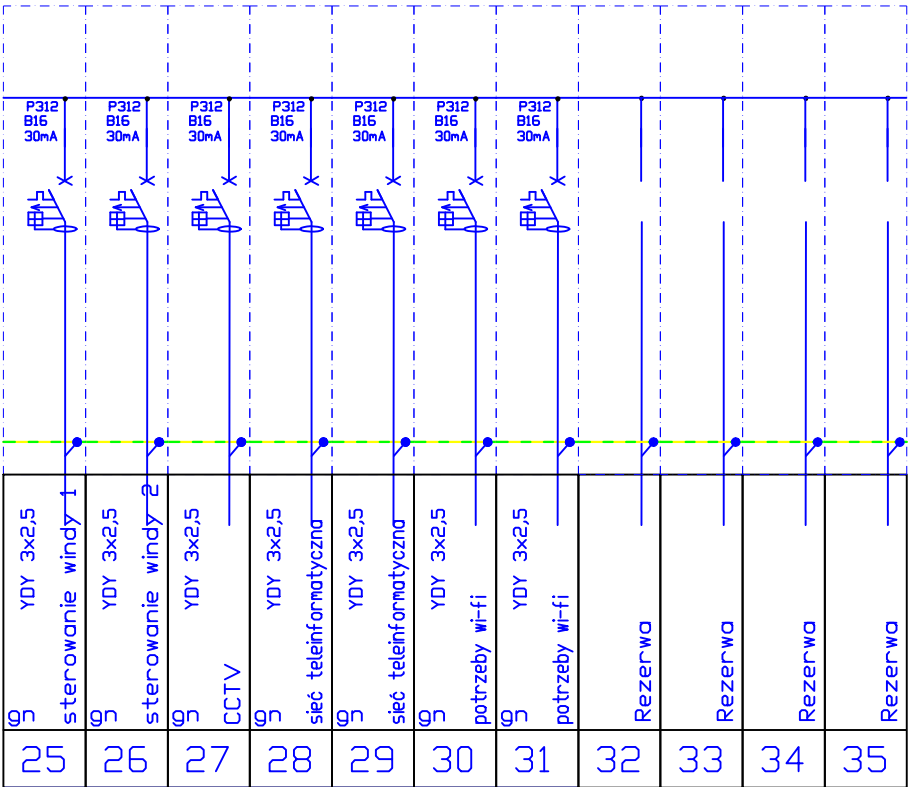 P312
B16
30mA
P312
B16
30mA
P312
B16
30mA
P312
B16
30mA
P312
B16
30mA
P312
B16
30mA
P312
B16
30mA
YDY 3x2,5
gn
sterowanie windy 1
YDY 3x2,5
gn
sterowanie windy 2
YDY 3x2,5
gn
CCTV
YDY 3x2,5
gn
sieć teleinformatyczna
YDY 3x2,5
gn
sieć teleinformatyczna
YDY 3x2,5
gn
potrzeby wi-fi
YDY 3x2,5
gn
potrzeby wi-fi
Rezerwa
Rezerwa
Rezerwa
Rezerwa
25 26 27 28 29 30 31 32 33 34 35